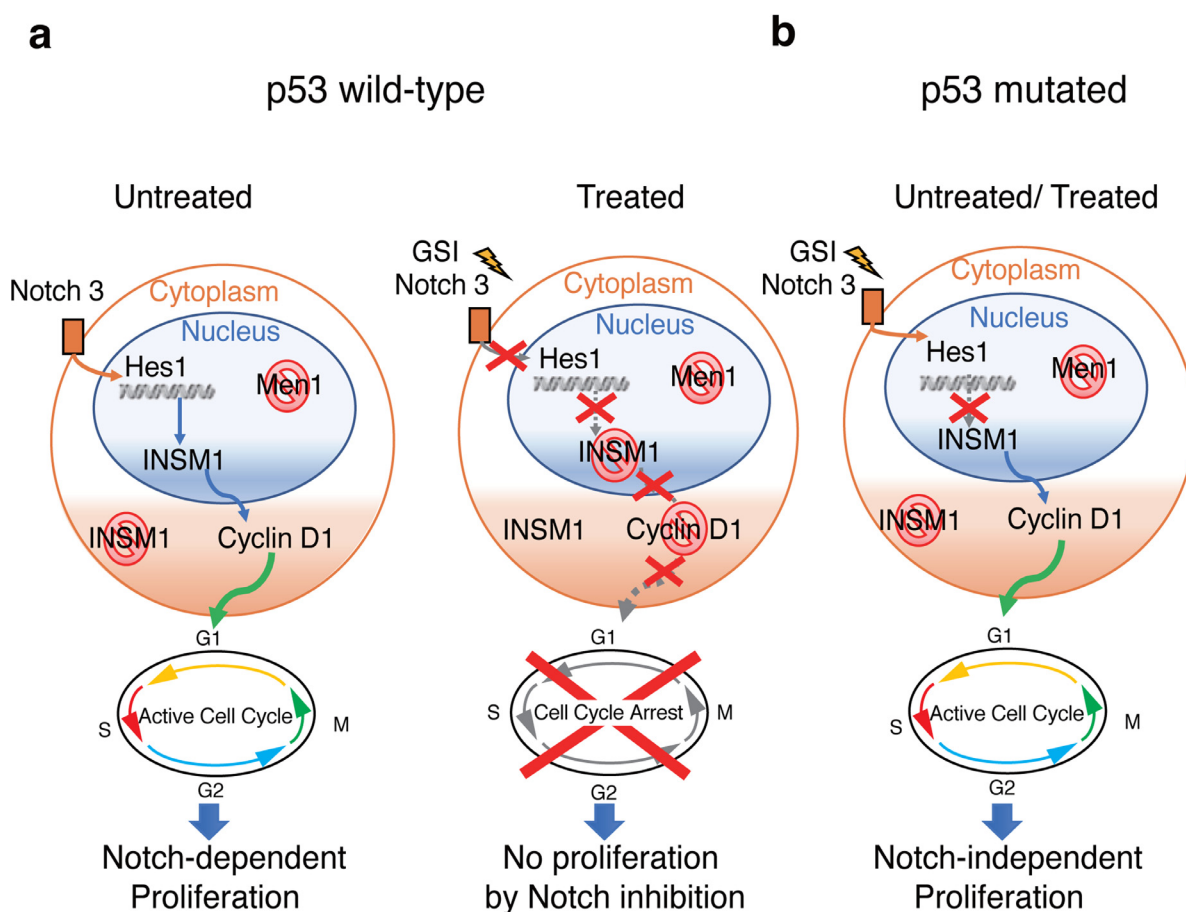 a
p53 wild-type
Untreated
Notch 3
Cytoplasm
Nucleus
Hes1
Men1
INSM1
INSM1
Cyclin D1
G1
S
Active Cell Cycle
M
G2
Notch-dependent
Proliferation
Treated
GSI
Notch 3
Cytoplasm
Nucleus
Hes1
Men1
INSM1
INSM1
Cyclin D1
G1
S
Cell Cycle Arrest
M
G2
No proliferation
by Notch inhibition
b
p53 mutated
Untreated/ Treated
GSI
Notch 3
Cytoplasm
Nucleus
Hes1
Men1
INSM1
INSM1
Cyclin D1
G1
S
Active Cell Cycle
M
G2
Notch-independent
Proliferation